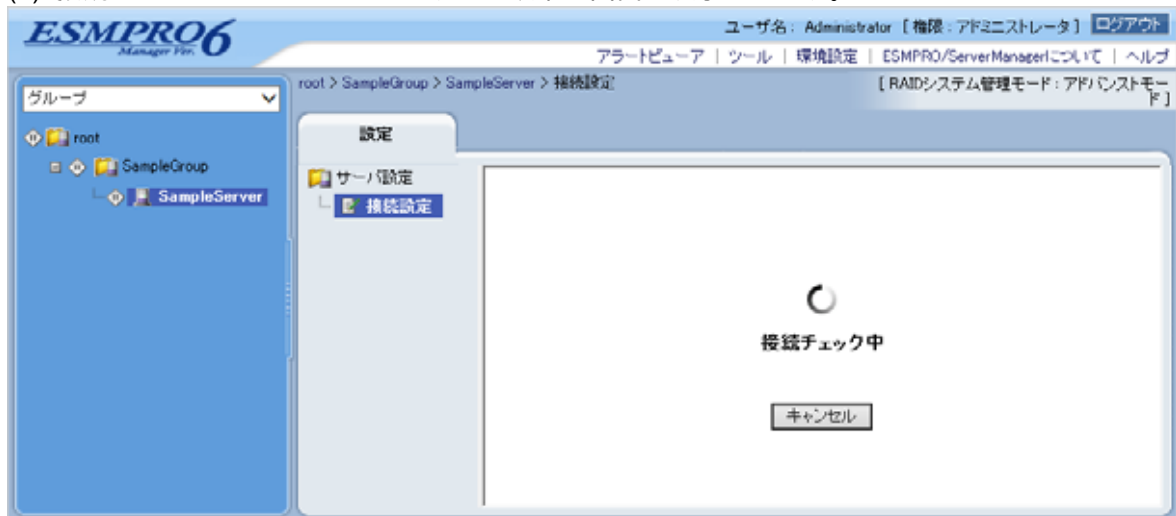 ESMPRO6
Manager Ver.
ユーザ名: Administrator [ 権限 : アドミニストレータ ] ログアウト
アラートビューア | ツール | 環境設定 | ESMPRO/ServerManagerについて | ヘルプ
グループ
root > SampleGroup > SampleServer > 接続設定
[ RAIDシステム管理モード : アドバンストモード ]
root
SampleGroup
SampleServer
設定
サーバ設定
接続設定
接続チェック中
キャンセル